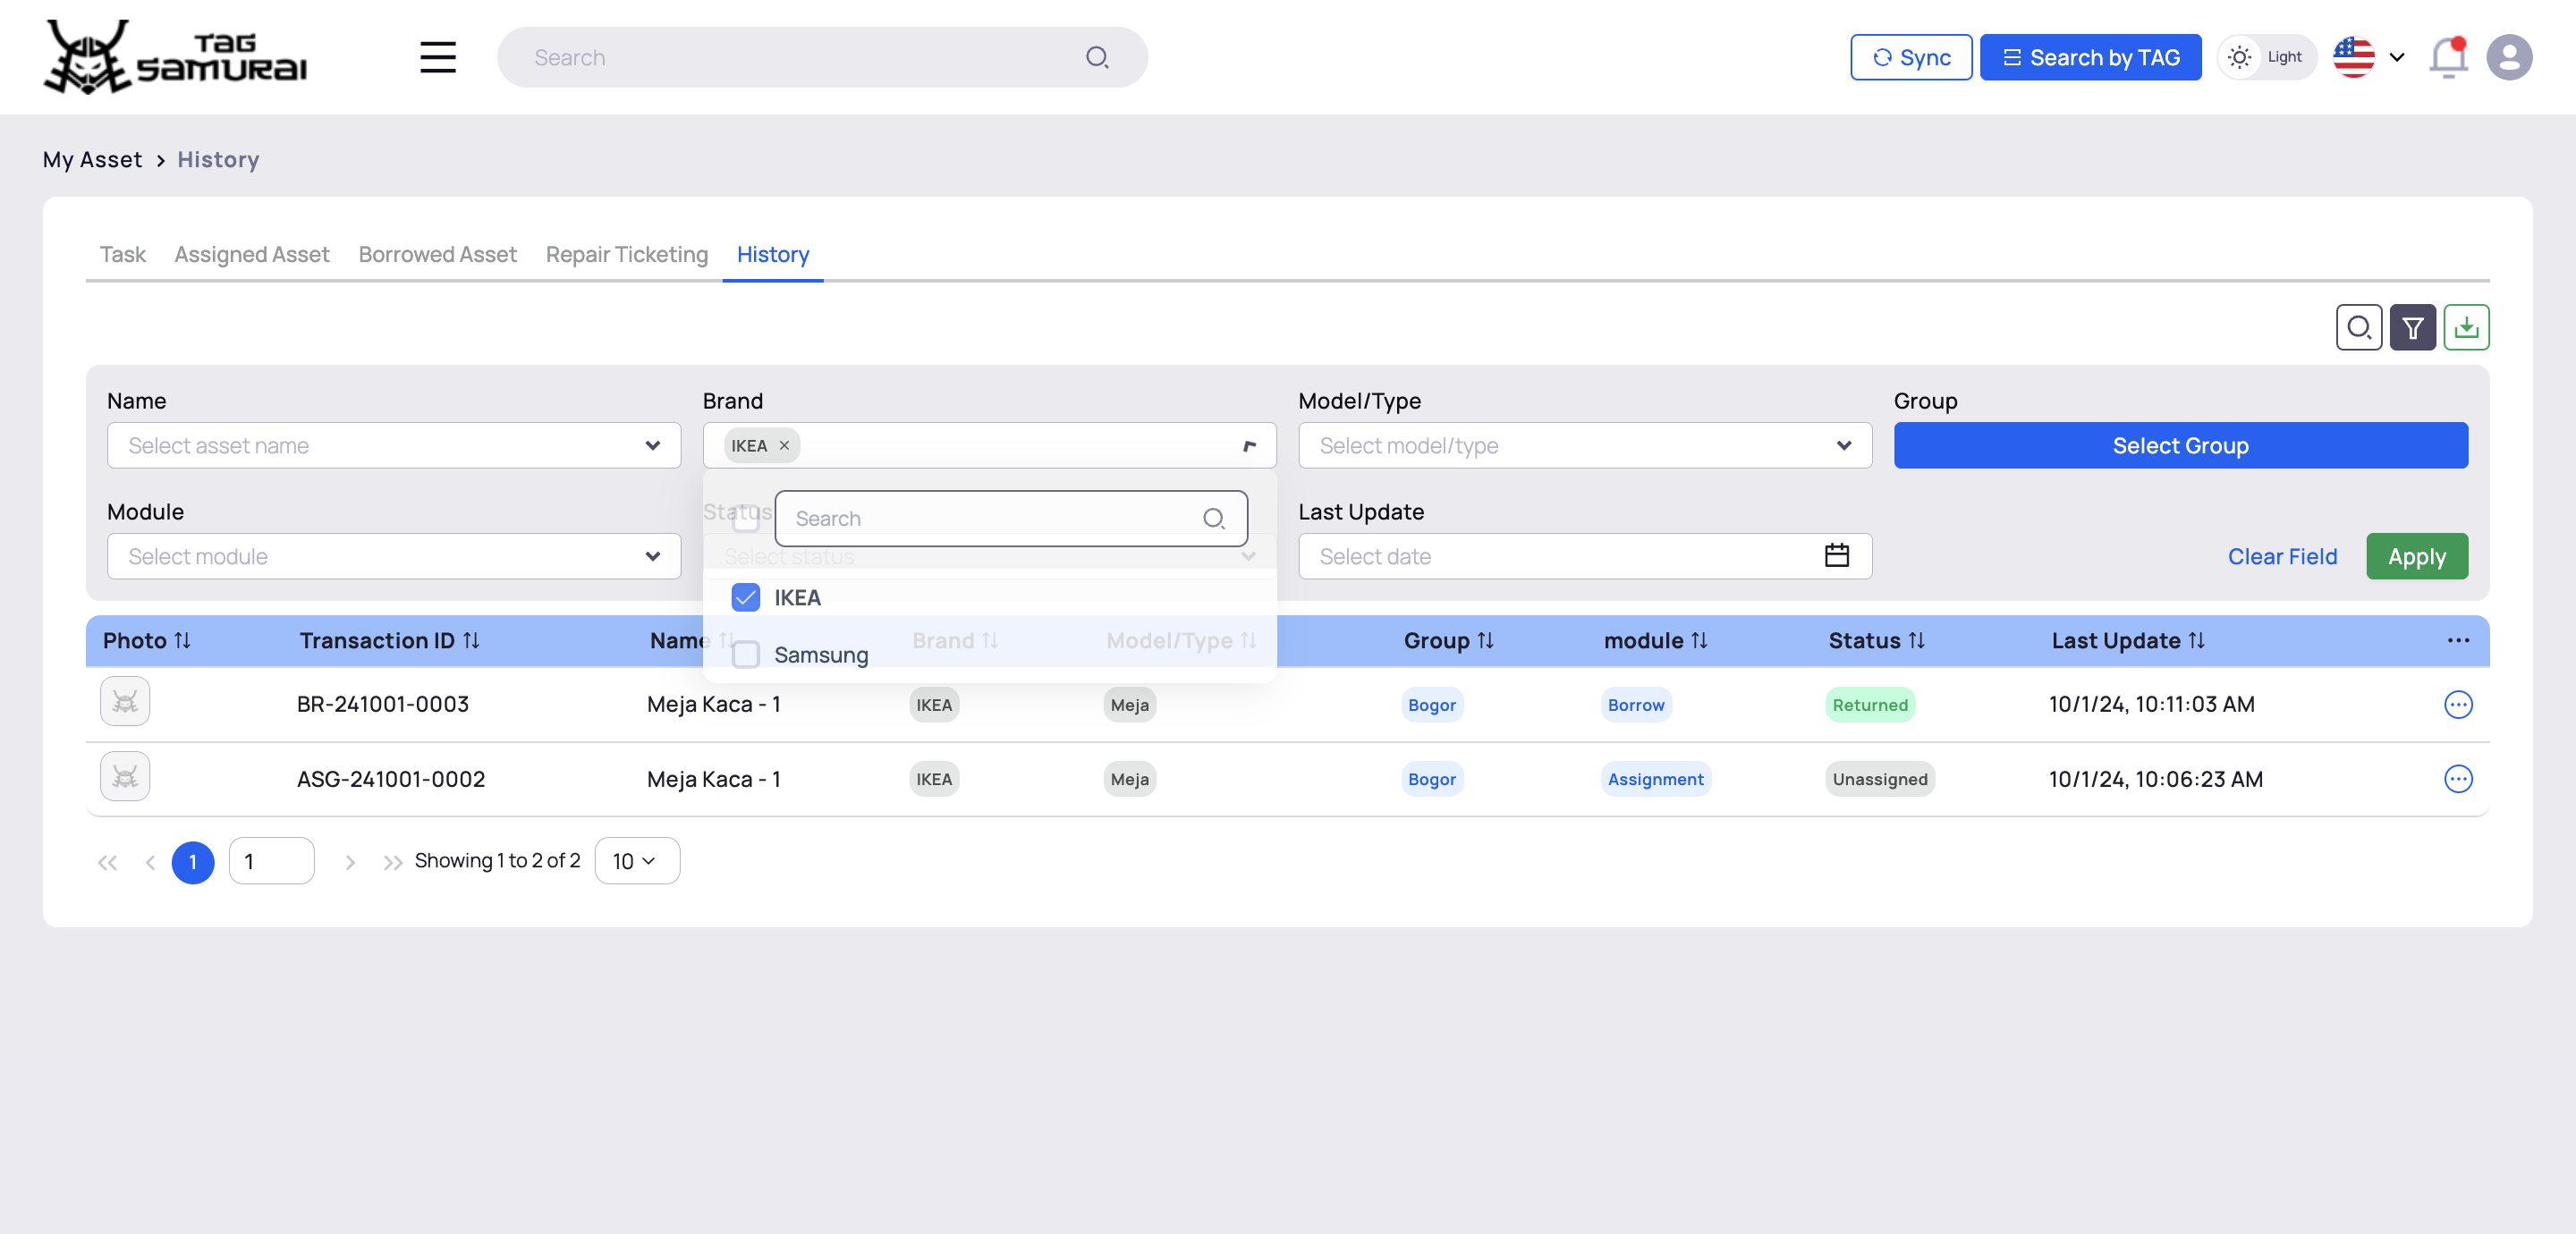 TAG SAMURAI
Search
Sync
Search by TAG
Light
My Asset > History
Task Assigned Asset Borrowed Asset Repair Ticketing History
Name Brand Model/Type Group
Select asset name IKEA × Select model/type Select Group
Module Status Search Last Update
Select module Select status Select date Clear Field Apply
IKEA
Samsung
Photo Transaction ID Name Brand Model/Type Group module Status Last Update ...
BR-241001-0003 Meja Kaca - 1 IKEA Meja Bogor Borrow Returned 10/1/24, 10:11:03 AM
ASG-241001-0002 Meja Kaca - 1 IKEA Meja Bogor Assignment Unassigned 10/1/24, 10:06:23 AM
1 1 Showing 1 to 2 of 2 10